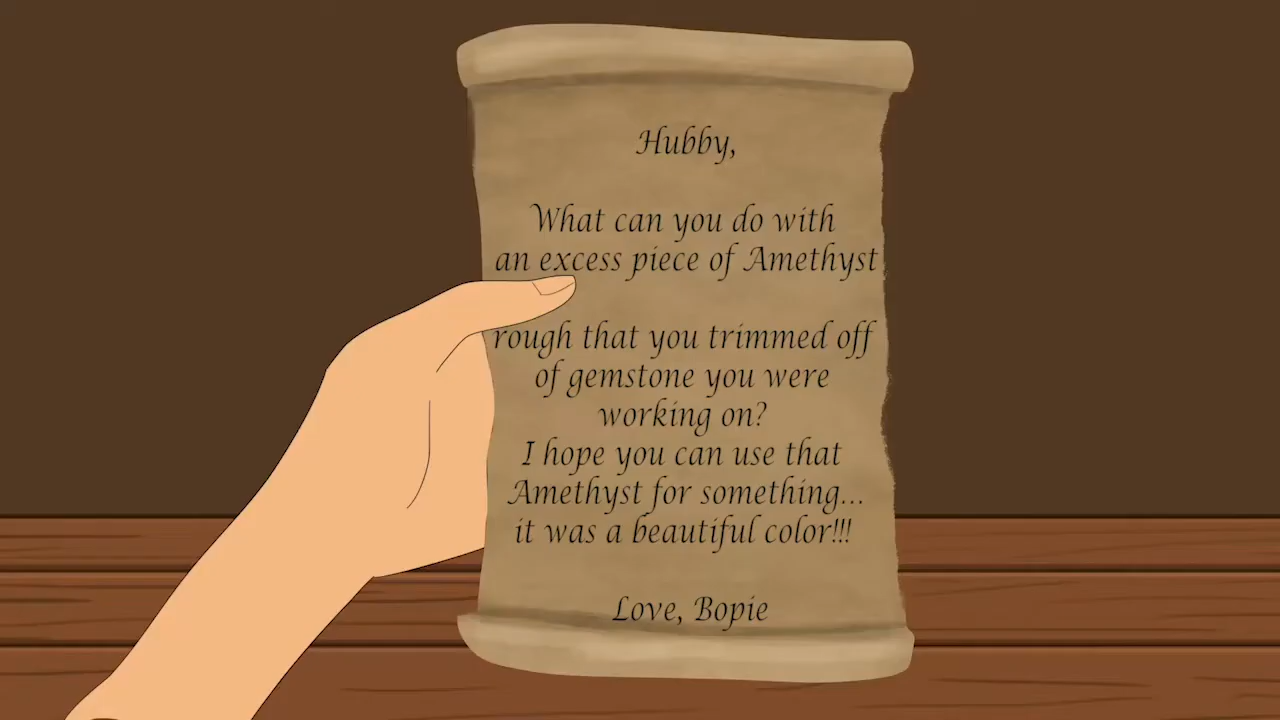 Hubby,
What can you do with
an excess piece of Amethyst
rough that you trimmed off
of gemstone you were
working on?
I hope you can use that
Amethyst for something...
it was a beautiful color!!!
Love, Bopie